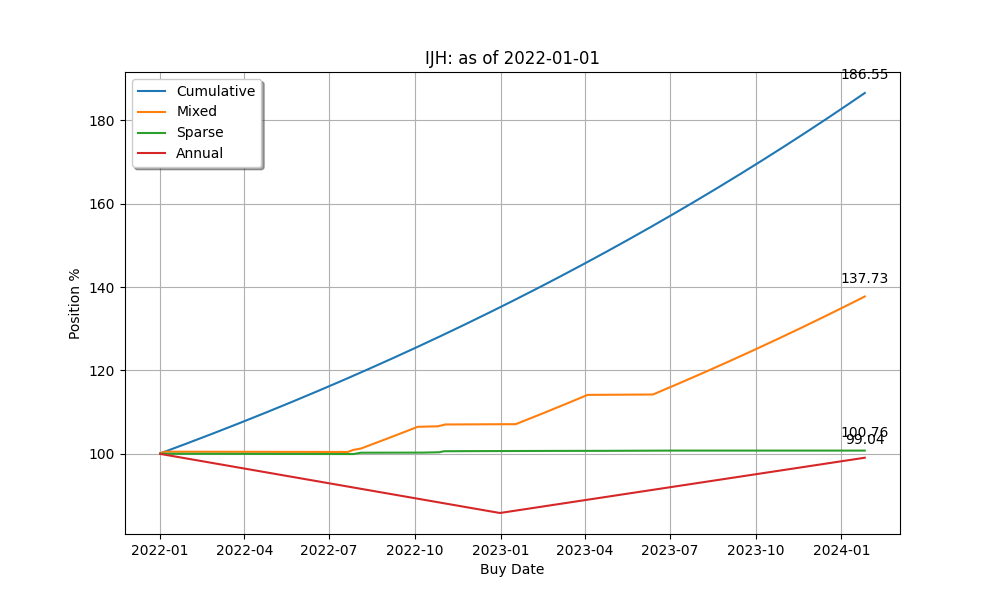 IJH: as of 2022-01-01
Cumulative
Mixed
Sparse
Annual
186.55
137.73
100.76
99.04
Position %
180
160
140
120
100
2022-01 2022-04 2022-07 2022-10 2023-01 2023-04 2023-07 2023-10 2024-01
Buy Date